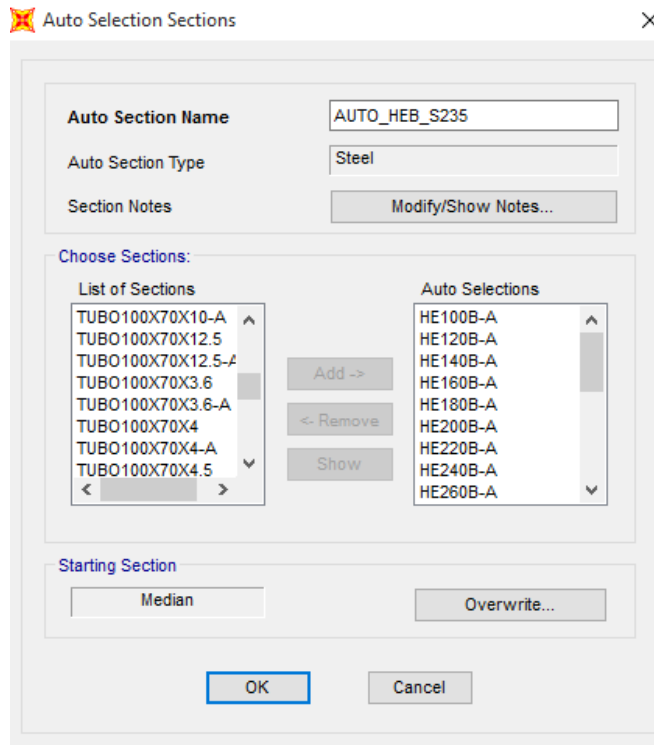 Auto Selection Sections
Auto Section Name
AUTO_HEB_S235
Auto Section Type
Steel
Section Notes
Modify/Show Notes...
Choose Sections:
List of Sections
TUBO100X70X10-A
TUBO100X70X12.5
TUBO100X70X12.5-A
TUBO100X70X3.6
TUBO100X70X3.6-A
TUBO100X70X4
TUBO100X70X4-A
TUBO100X70X4.5
Add ->
<- Remove
Show
Auto Selections
HE100B-A
HE120B-A
HE140B-A
HE160B-A
HE180B-A
HE200B-A
HE220B-A
HE240B-A
HE260B-A
Starting Section
Median
Overwrite...
OK
Cancel